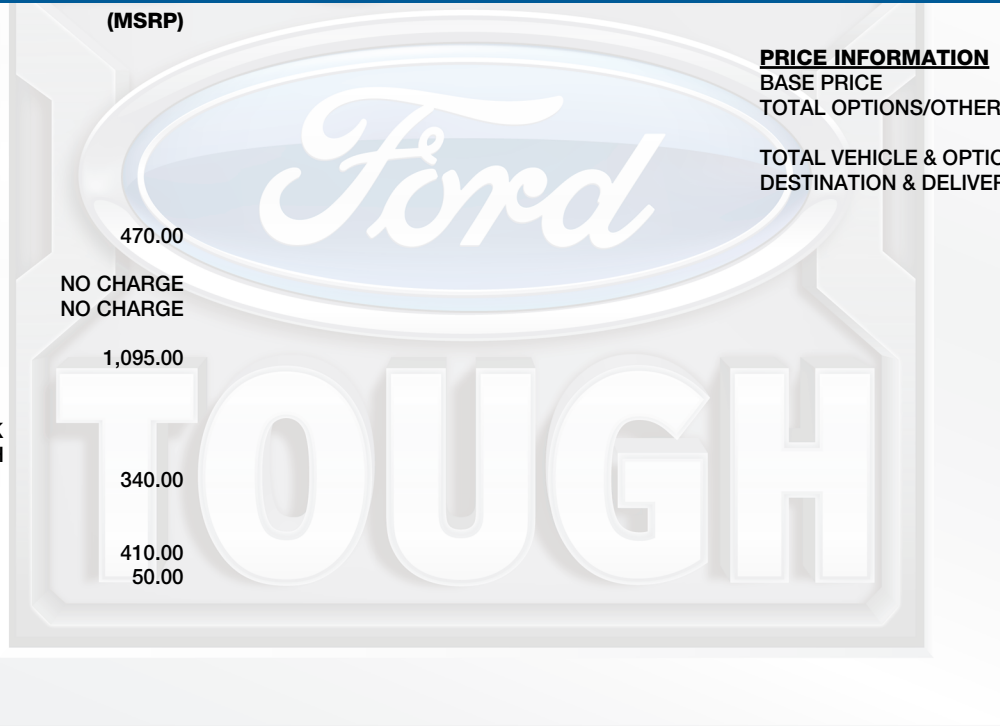 (MSRP)
470.00
NO CHARGE
NO CHARGE
1,095.00
340.00
410.00
50.00
PRICE INFORMATION
BASE PRICE
TOTAL OPTIONS/OTHER
TOTAL VEHICLE & OPTIO
DESTINATION & DELIVER
Ford
TOUGH